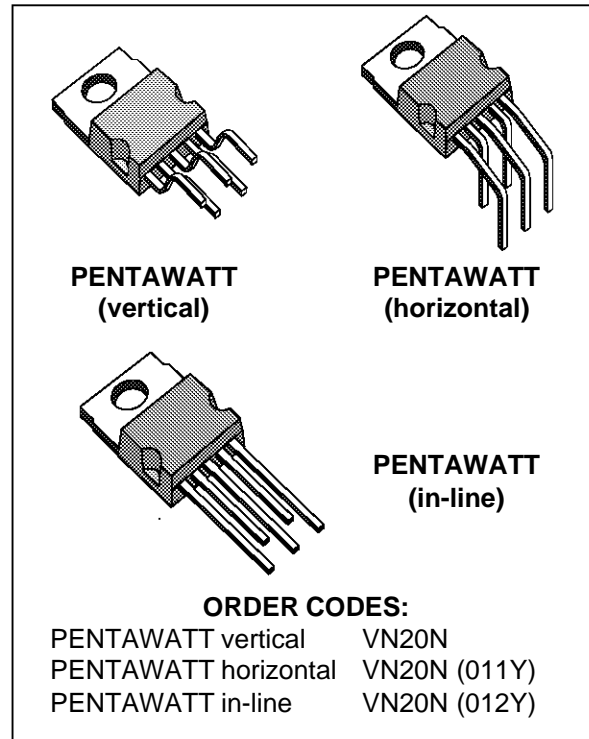 PENTAWATT
(vertical)
PENTAWATT
(horizontal)
PENTAWATT
(in-line)
ORDER CODES:
PENTAWATT vertical VN20N
PENTAWATT horizontal VN20N (011Y)
PENTAWATT in-line VN20N (012Y)